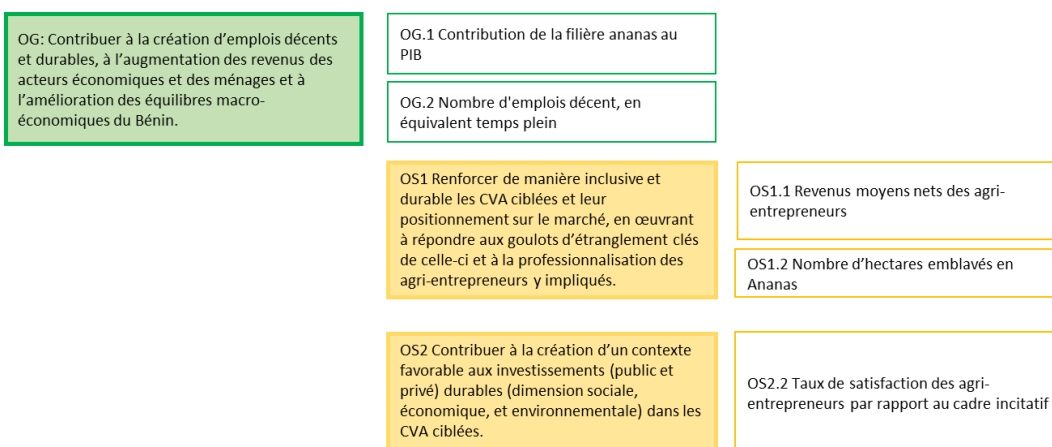 OG: Contribuer à la création d’emplois décents
et durables, à l’augmentation des revenus des
acteurs économiques et des ménages et à
l’amélioration des équilibres macro-
économiques du Bénin.
OG.1 Contribution de la filière ananas au
PIB
OG.2 Nombre d'emplois décent, en
équivalent temps plein
OS1 Renforcer de manière inclusive et
durable les CVA ciblées et leur
positionnement sur le marché, en œuvrant
à répondre aux goulots d’étranglement clés
de celle-ci et à la professionnalisation des
agri-entrepreneurs y impliqués.
OS1.1 Revenus moyens nets des agri-
entrepreneurs
OS1.2 Nombre d’hectares emblavés en
Ananas
OS2 Contribuer à la création d’un contexte
favorable aux investissements (public et
privé) durables (dimension sociale,
économique, et environnementale) dans les
CVA ciblées.
OS2.2 Taux de satisfaction des agri-
entrepreneurs par rapport au cadre incitatif